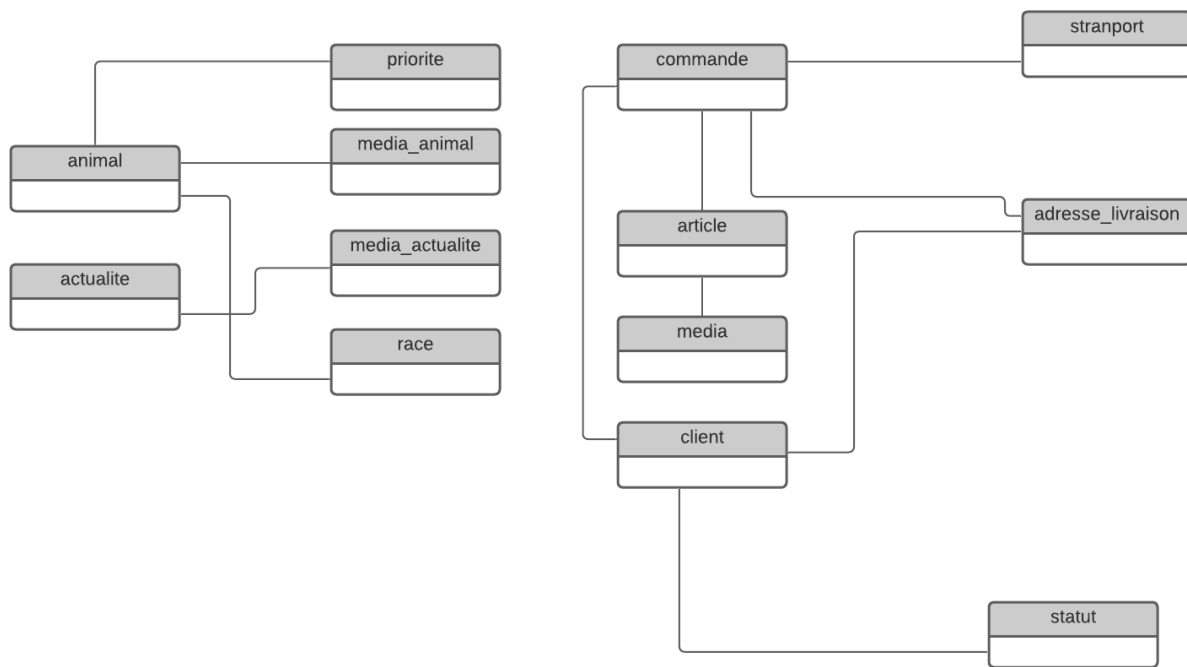 stranport
priorite
commande
media_animal
animal
adresse_livraison
article
media_actualite
actualite
media
race
client
statut